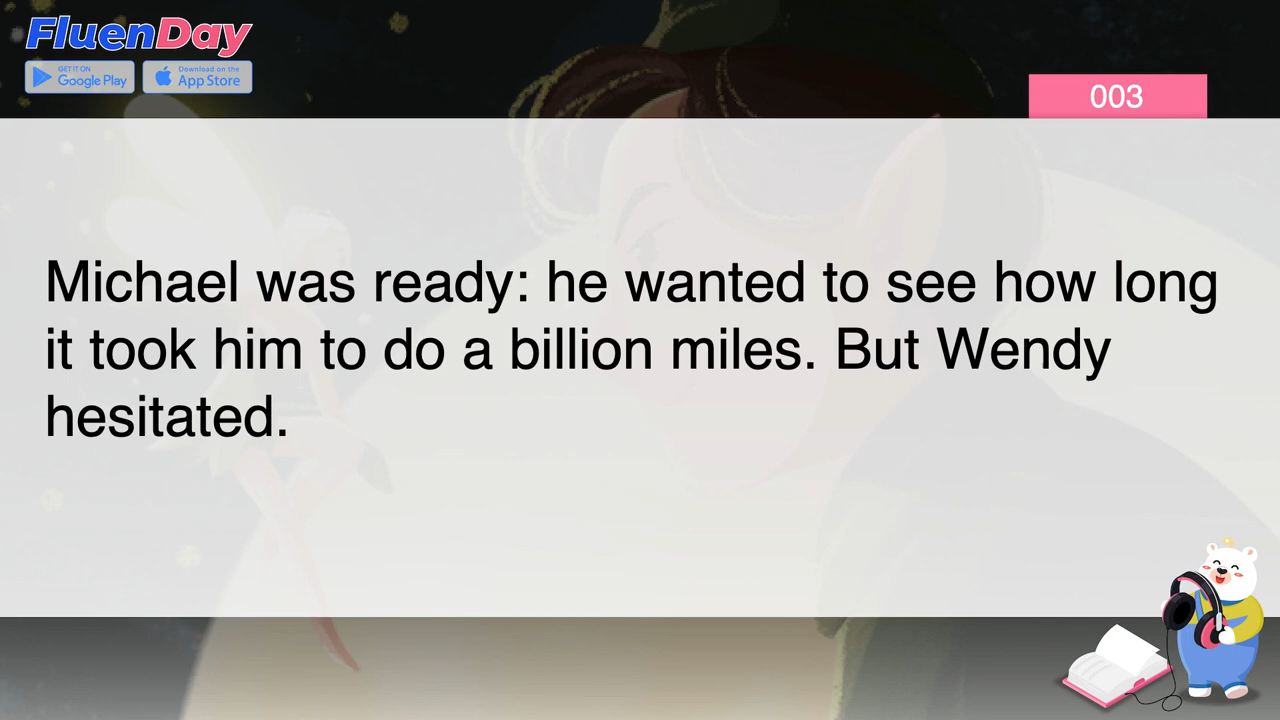 FluenDay
GET IT ON
Google Play
Download on the
App Store
003
Michael was ready: he wanted to see how long
it took him to do a billion miles. But Wendy
hesitated.